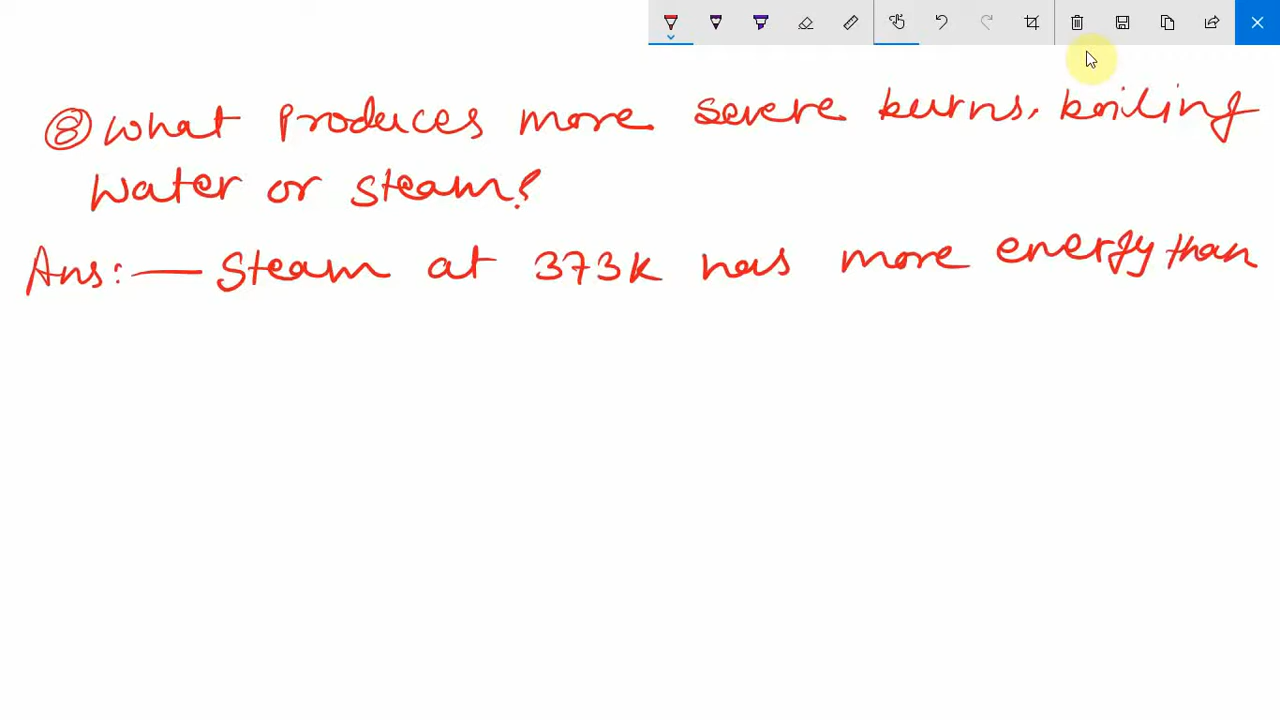 ⑧ What produces more severe burns, boiling
water or steam?
Ans:— Steam at 373K has more energy than